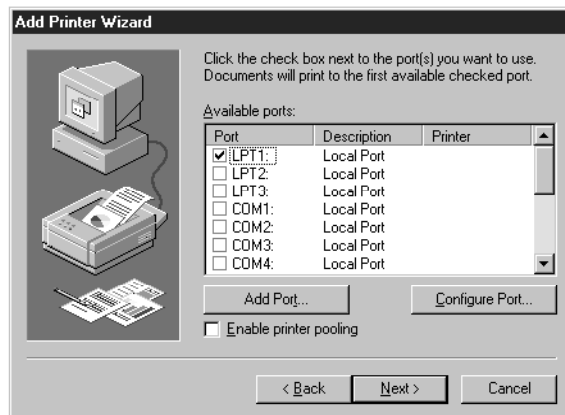 Add Printer Wizard
Click the check box next to the port(s) you want to use.
Documents will print to the first available checked port.
Available ports:
Port Description Printer
LPT1: Local Port
LPT2: Local Port
LPT3: Local Port
COM1: Local Port
COM2: Local Port
COM3: Local Port
COM4: Local Port
Add Port... Configure Port...
Enable printer pooling
< Back Next > Cancel